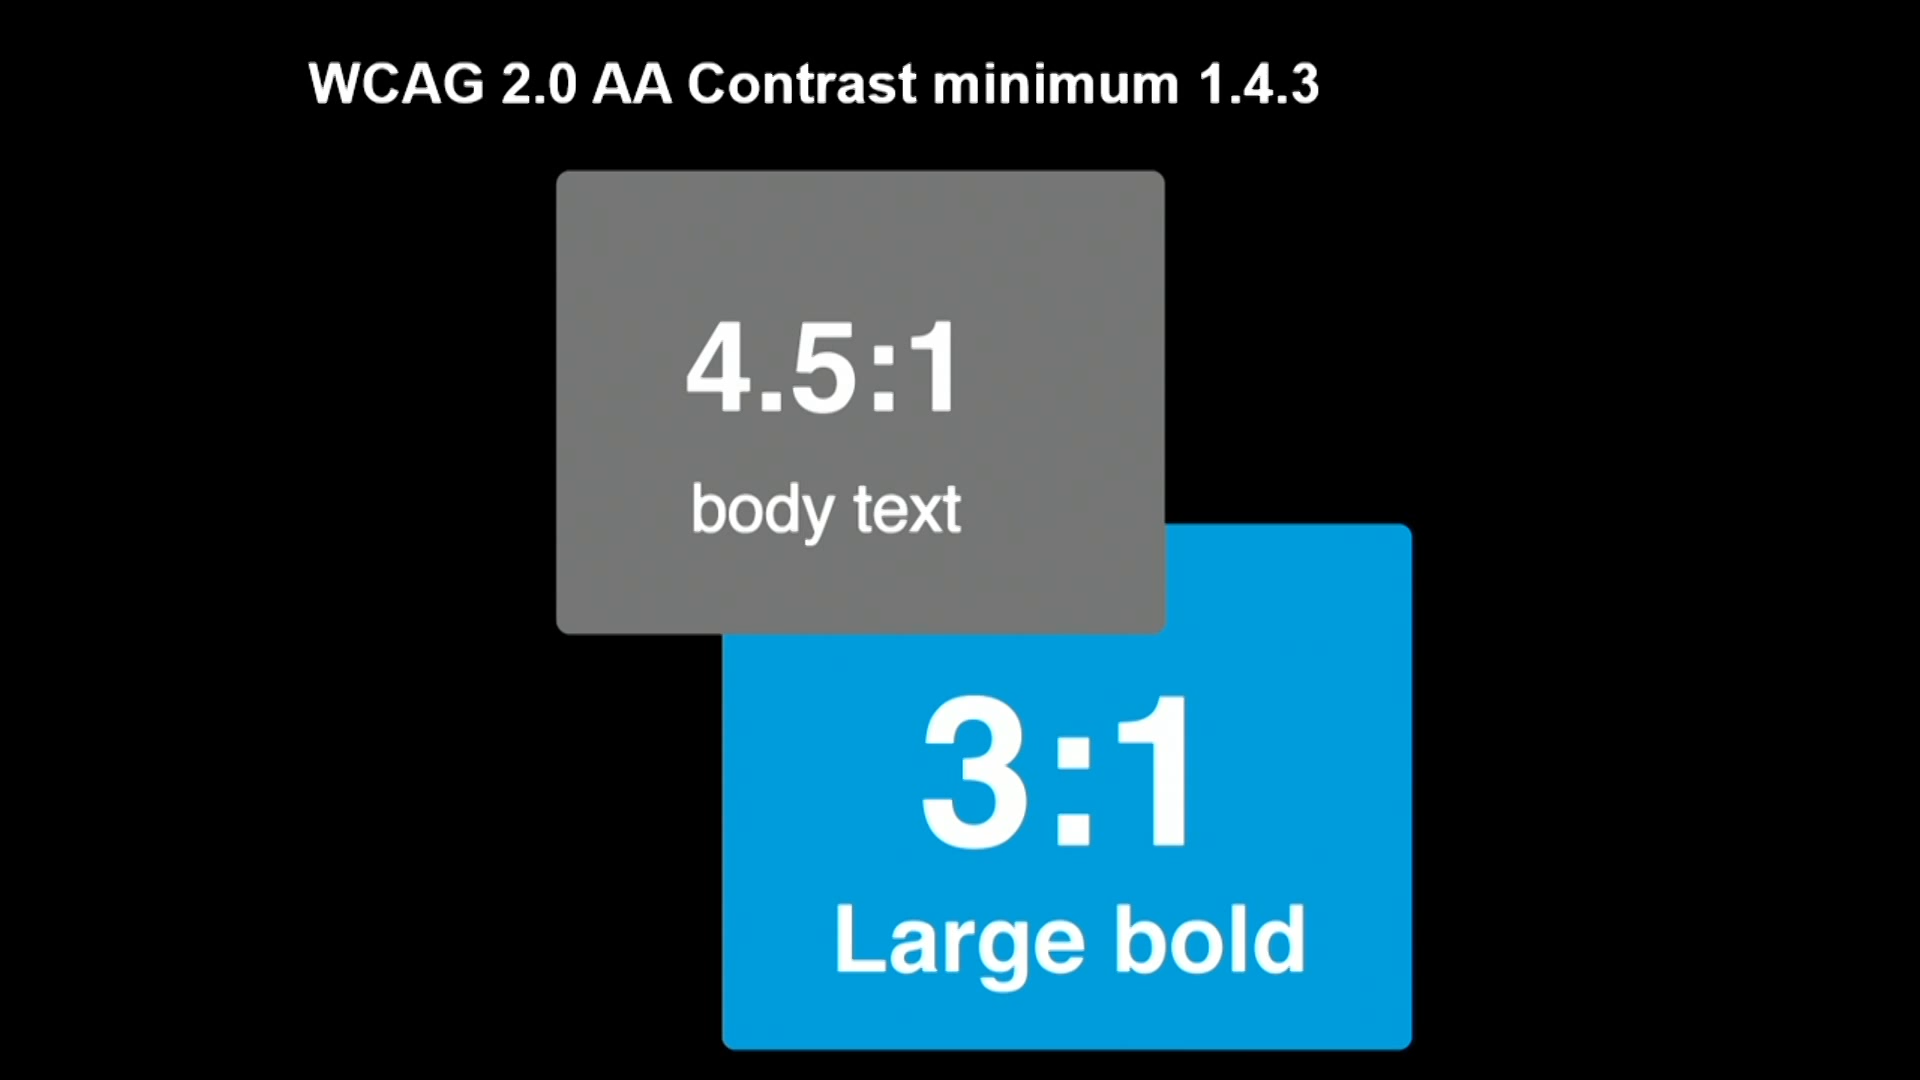 WCAG 2.0 AA Contrast minimum 1.4.3
4.5:1
body text
3:1
Large bold